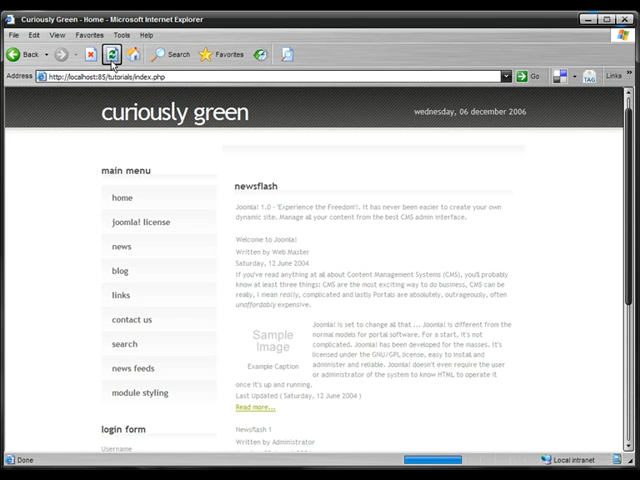 Curiously Green - Home - Microsoft Internet Explorer
File Edit View Favorites Tools Help
Back Search Favorites
Address http://localhost:85/tutorials/index.php Go TAG Links »
curiously green
wednesday, 06 december 2006
main menu
home
joomla! license
news
blog
links
contact us
search
news feeds
module styling
login form
Username
newsflash
Joomla! 1.0 - 'Experience the Freedom!'. It has never been easier to create your own
dynamic site. Manage all your content from the best CMS admin interface.
Welcome to Joomla!
Written by Web Master
Saturday, 12 June 2004
If you've read anything at all about Content Management Systems (CMS), you'll probably
know at least three things: CMS are the most exciting way to do business, CMS can be
really, I mean really, complicated and lastly Portals are absolutely, outrageously, often
unaffordably expensive.
Sample
Image
Example Caption
Joomla! is set to change all that ... Joomla! is different from the
normal models for portal software. For a start, it's not
complicated. Joomla! has been developed for the masses. It's
licensed under the GNU/GPL license, easy to install and
administer and reliable. Joomla! doesn't even require the user
or administrator of the system to know HTML to operate it
once it's up and running.
Last Updated ( Saturday, 12 June 2004 )
Read more...
Newsflash 1
Written by Administrator
Monday, 09 August 2004
Done Local intranet